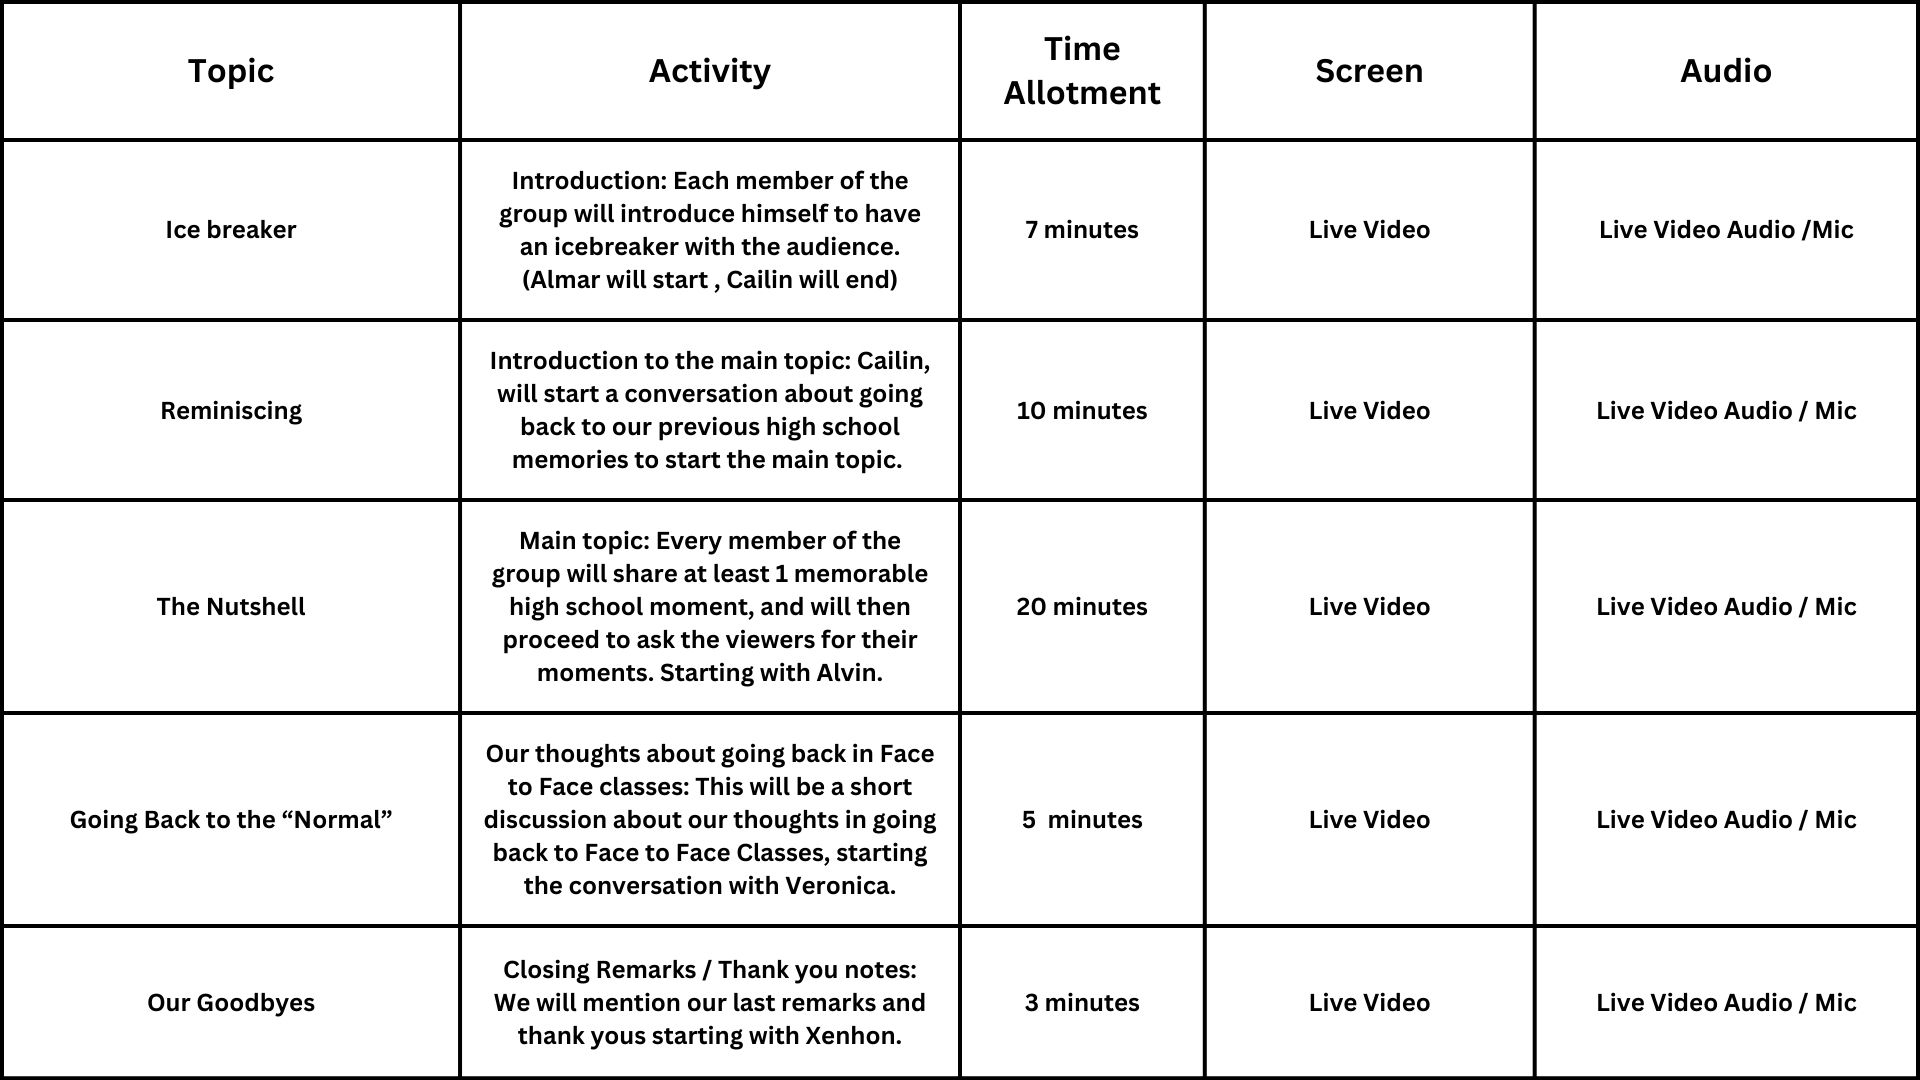 Topic
Activity
Time
Allotment
Screen
Audio
Ice breaker
Introduction: Each member of the
group will introduce himself to have
an icebreaker with the audience.
(Almar will start , Cailin will end)
7 minutes
Live Video
Live Video Audio /Mic
Reminiscing
Introduction to the main topic: Cailin,
will start a conversation about going
back to our previous high school
memories to start the main topic.
10 minutes
Live Video
Live Video Audio / Mic
The Nutshell
Main topic: Every member of the
group will share at least 1 memorable
high school moment, and will then
proceed to ask the viewers for their
moments. Starting with Alvin.
20 minutes
Live Video
Live Video Audio / Mic
Going Back to the “Normal”
Our thoughts about going back in Face
to Face classes: This will be a short
discussion about our thoughts in going
back to Face to Face Classes, starting
the conversation with Veronica.
5  minutes
Live Video
Live Video Audio / Mic
Our Goodbyes
Closing Remarks / Thank you notes:
We will mention our last remarks and
thank yous starting with Xenhon.
3 minutes
Live Video
Live Video Audio / Mic